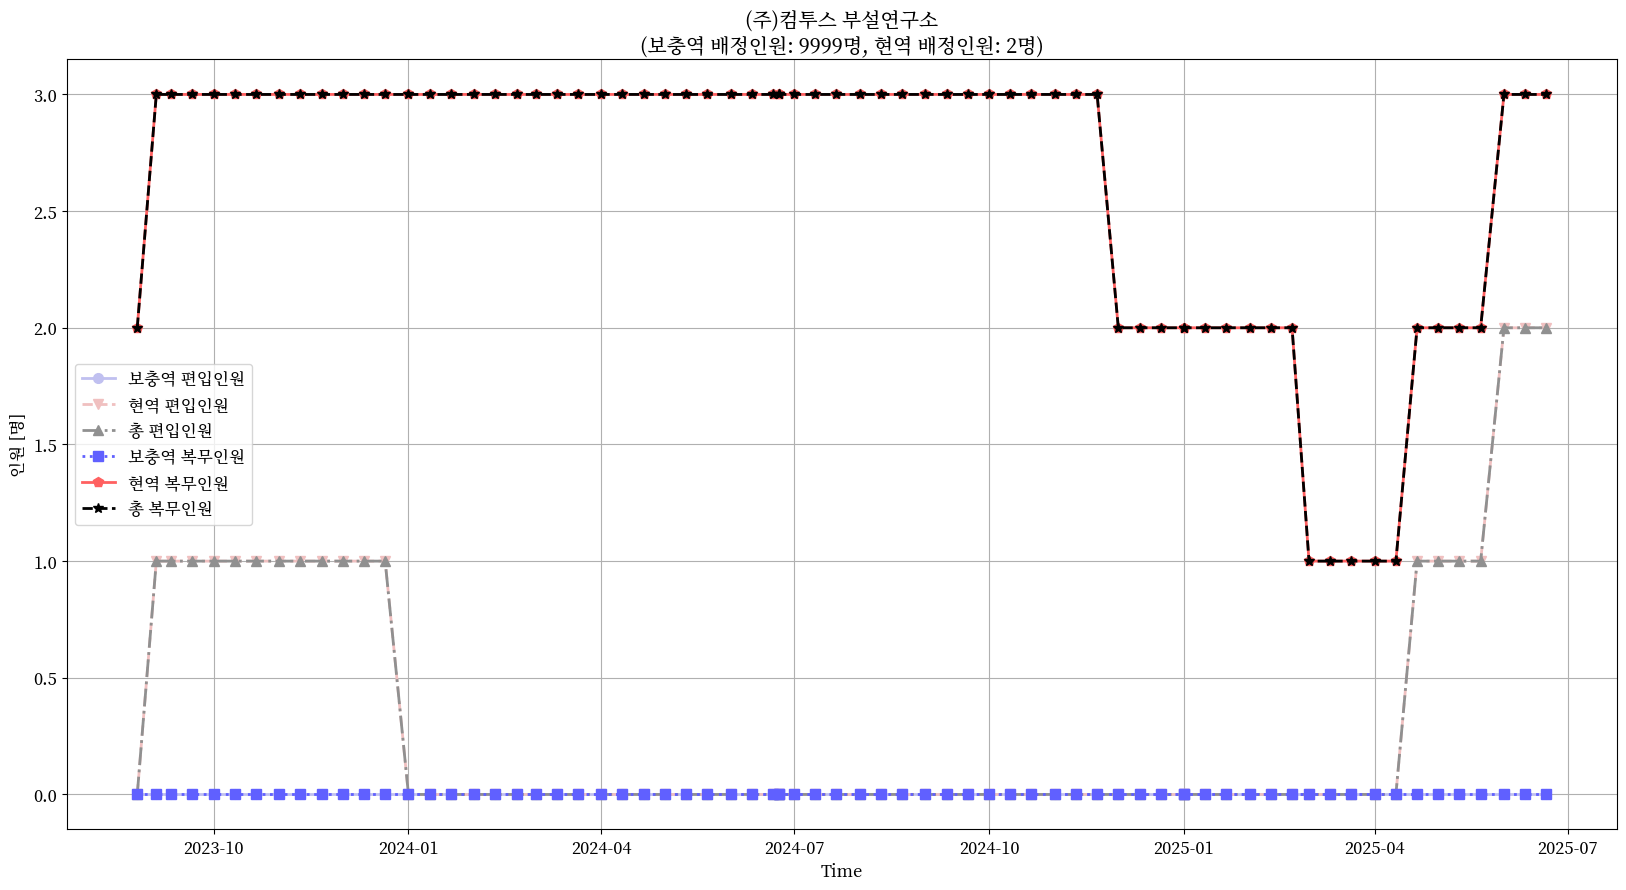 (주)컴투스 부설연구소
(보충역 배정인원: 9999명, 현역 배정인원: 2명)
3.0
2.5
2.0
1.5
1.0
0.5
0.0
인원 [명]
보충역 편입인원
현역 편입인원
총 편입인원
보충역 복무인원
현역 복무인원
총 복무인원
2023-10
2024-01
2024-04
2024-07
2024-10
2025-01
2025-04
2025-07
Time